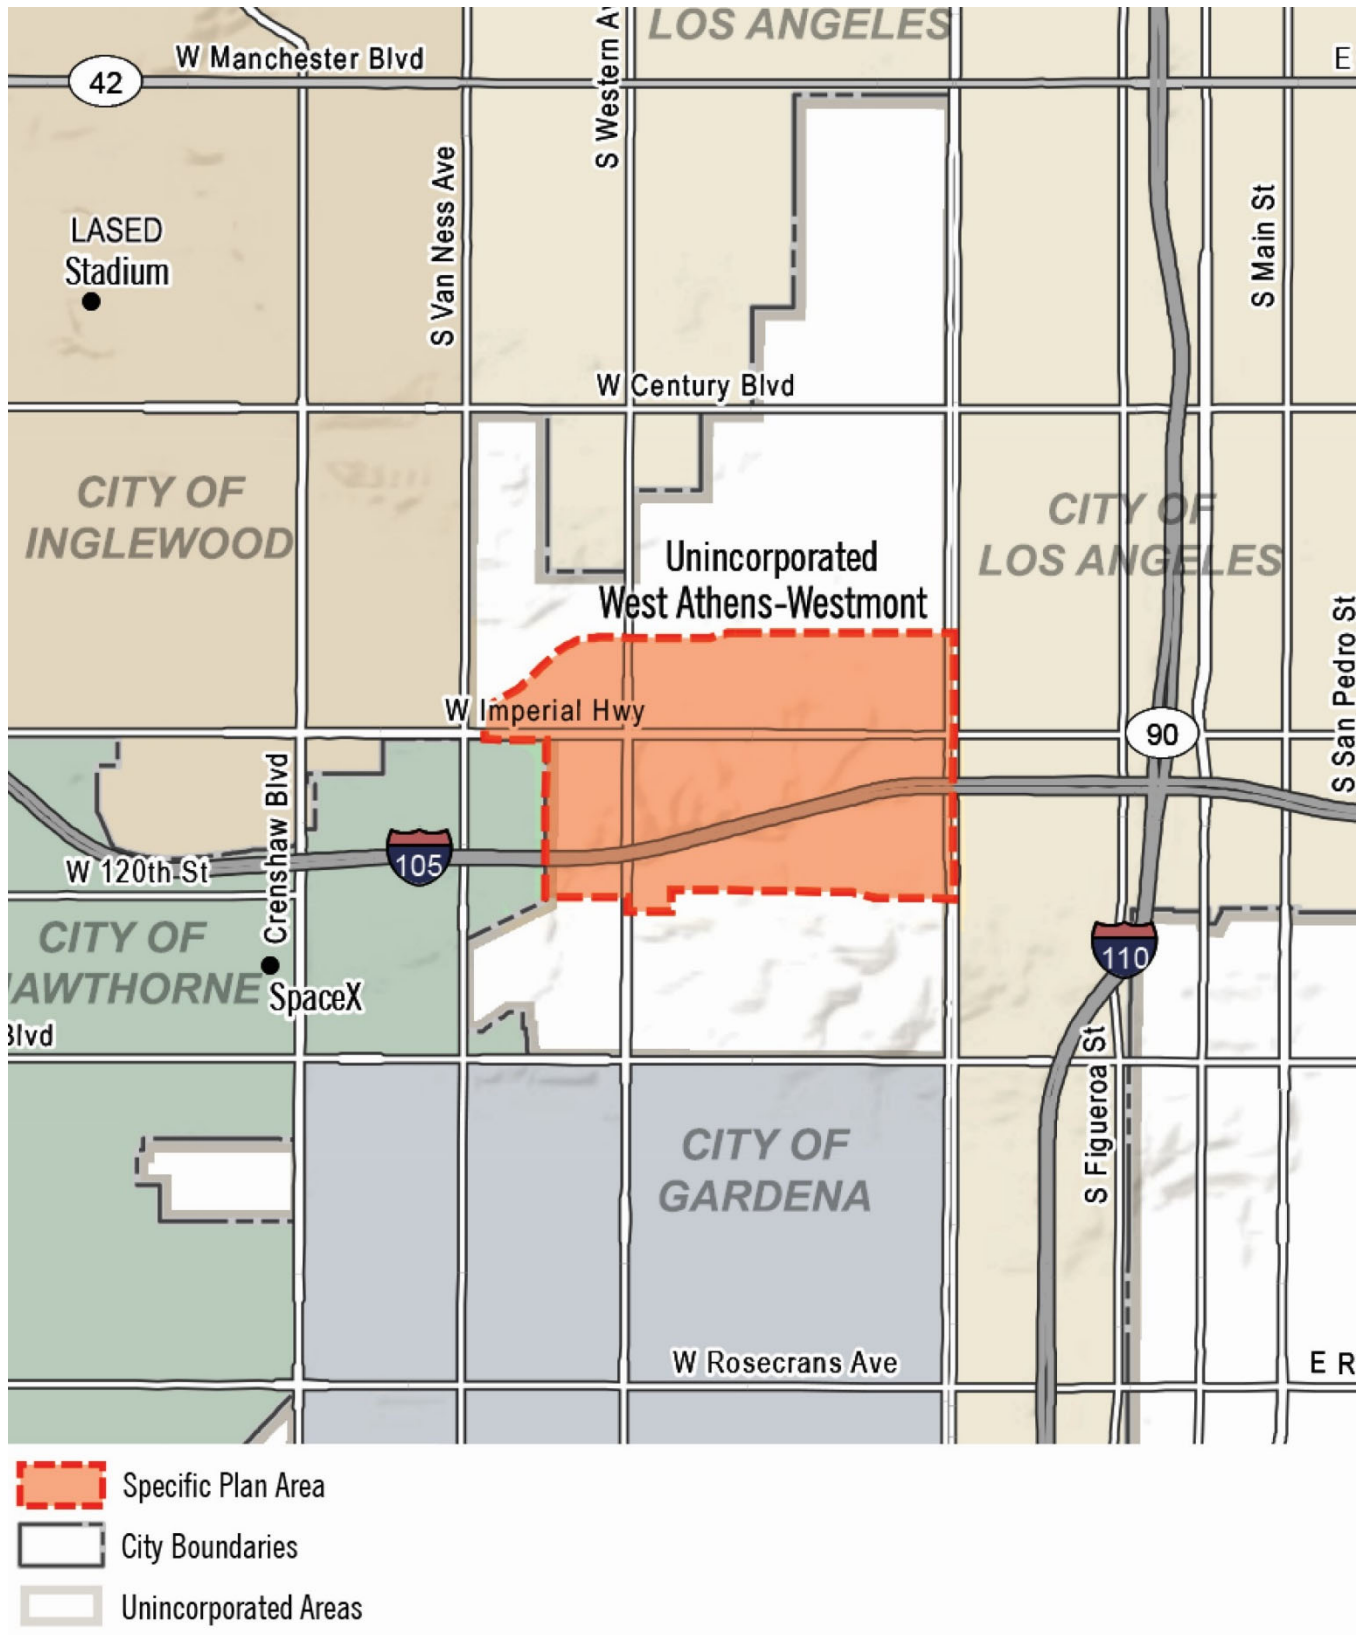 LOS ANGELES
W Manchester Blvd
E
42
S Western Av
S Van Ness Ave
S Main St
LASED
Stadium
W Century Blvd
CITY OF
INGLEWOOD
CITY OF
LOS ANGELES
Unincorporated
West Athens-Westmont
S San Pedro St
W Imperial Hwy
90
Crenshaw Blvd
105
W 120th St
CITY OF
AWTHORNE
110
SpaceX
Blvd
S Figueroa St
CITY OF
GARDENA
W Rosecrans Ave
E R
Specific Plan Area
City Boundaries
Unincorporated Areas